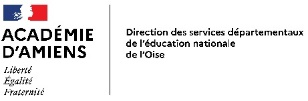 ACADÉMIE
D'AMIENS
Liberté
Égalité
Fraternité
Direction des services départementaux
de l'éducation nationale
de l'Oise